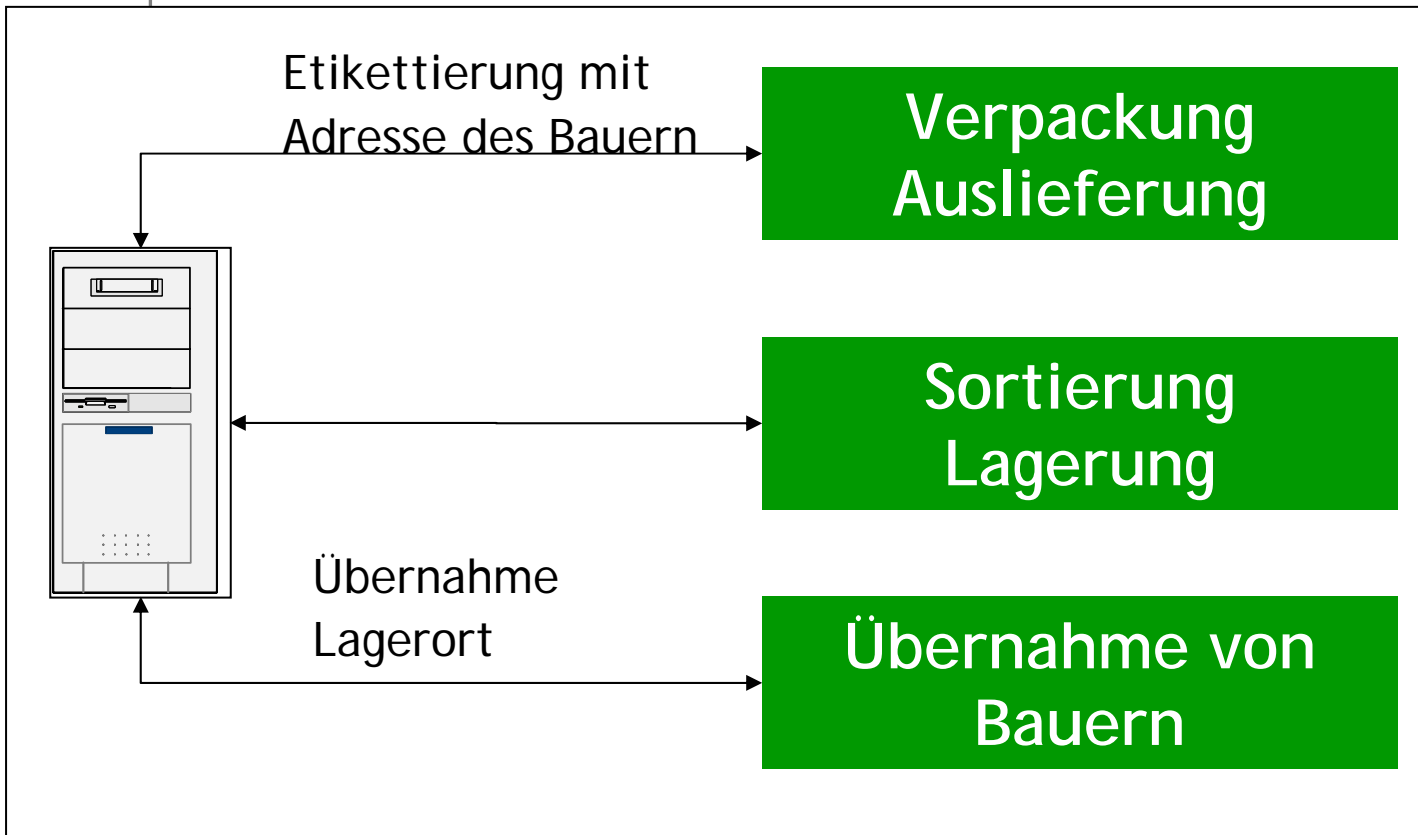 Etikettierung mit
Adresse des Bauern
Verpackung
Auslieferung
Sortierung
Lagerung
Übernahme
Lagerort
Übernahme von
Bauern